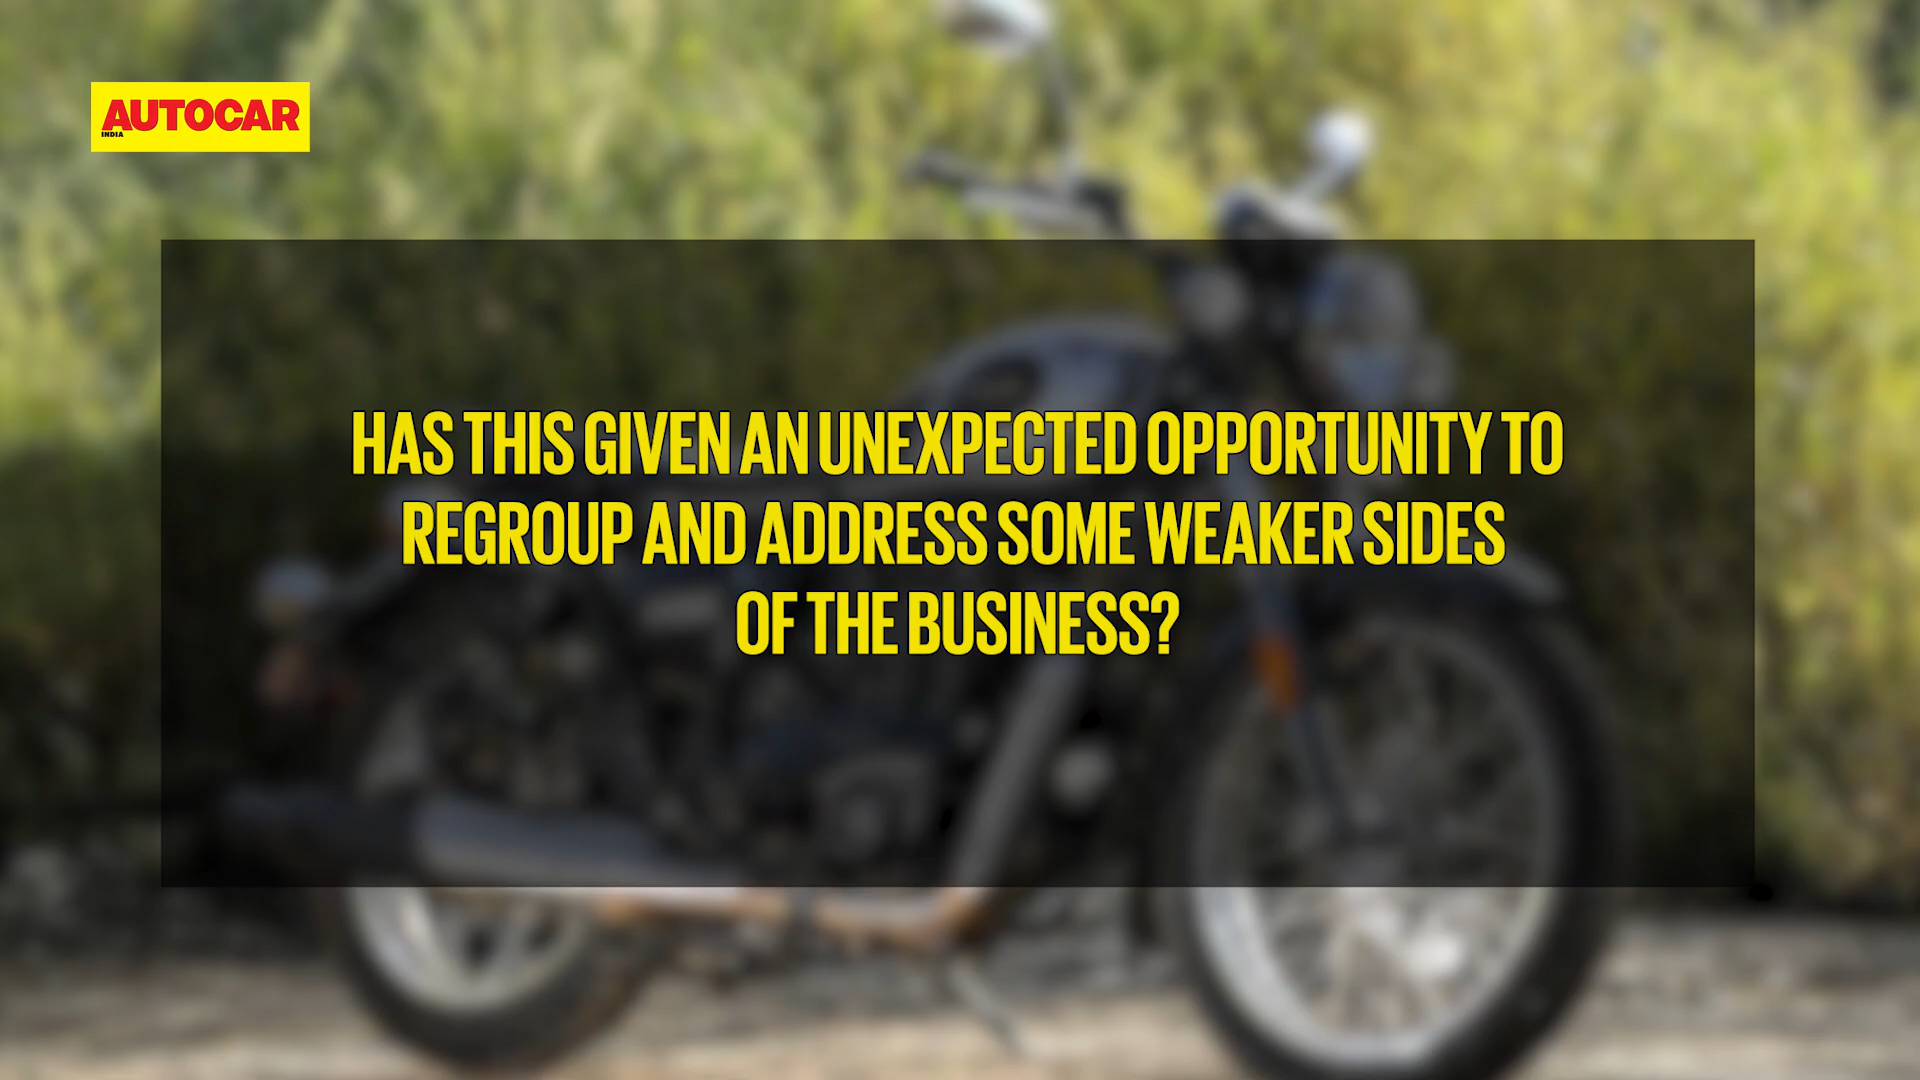 AUTOCAR
INDIA
HAS THIS GIVEN AN UNEXPECTED OPPORTUNITY TO
REGROUP AND ADDRESS SOME WEAKER SIDES
OF THE BUSINESS?